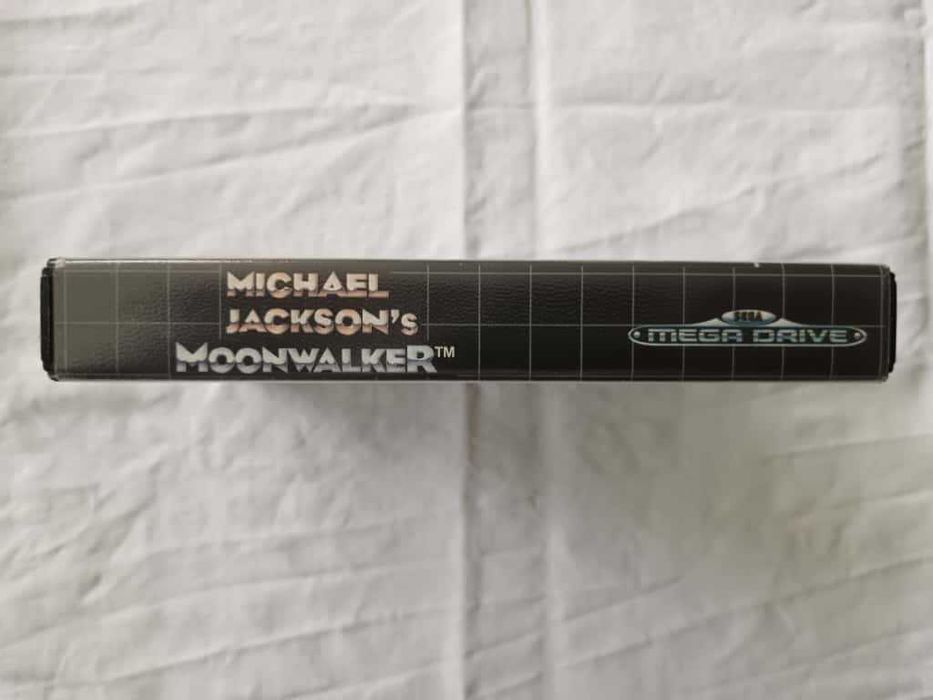 MICHAEL
JACKSON's
MOONWALKER™
SEGA
MEGA DRIVE